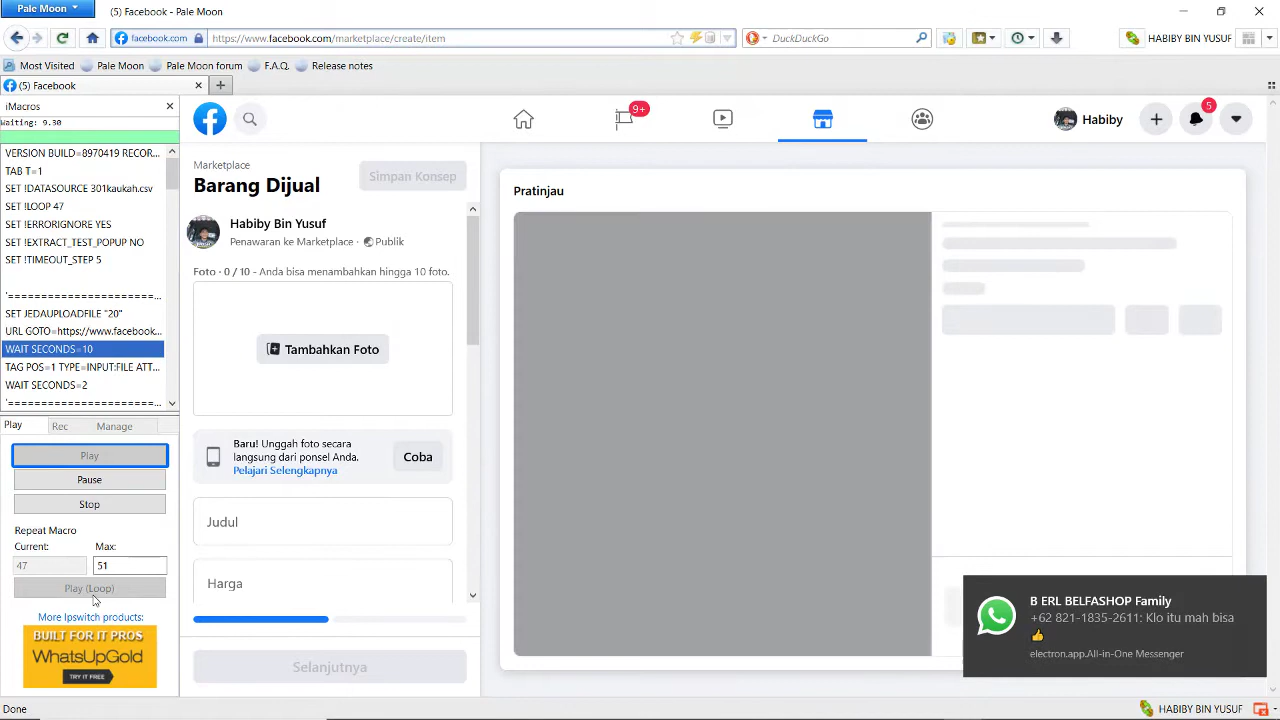 Pale Moon
(5) Facebook - Pale Moon
facebook.com
https://www.facebook.com/marketplace/create/item
DuckDuckGo
HABIBY BIN YUSUF
Most Visited
Pale Moon
Pale Moon forum
F.A.Q.
Release notes
(5) Facebook
iMacros
Waiting: 9.30
VERSION BUILD=8970419 RECOR...
TAB T=1
SET !DATASOURCE 301kaukah.csv
SET !LOOP 47
SET !ERRORIGNORE YES
SET !EXTRACT_TEST_POPUP NO
SET !TIMEOUT_STEP 5
'========================...
SET JEDAUPLOADFILE "20"
URL GOTO=https://www.facebook...
WAIT SECONDS=10
TAG POS=1 TYPE=INPUT:FILE ATT...
WAIT SECONDS=2
'========================...
Play
Rec
Manage
Play
Pause
Stop
Repeat Macro
Current:
Max:
47
51
Play (Loop)
More Ipswitch products:
BUILT FOR IT PROS
WHATSUPGOLD
TRY IT FREE
9+
Habiby
5
Marketplace
Barang Dijual
Simpan Konsep
Habiby Bin Yusuf
Penawaran ke Marketplace · Publik
Foto · 0 / 10 - Anda bisa menambahkan hingga 10 foto.
Tambahkan Foto
Baru! Unggah foto secara
langsung dari ponsel Anda.
Pelajari Selengkapnya
Coba
Judul
Harga
Selanjutnya
Pratinjau
B ERL BELFASHOP Family
+62 821-1835-2611: Klo itu mah bisa
👍
electron.app.All-in-One Messenger
Done
HABIBY BIN YUSUF